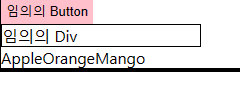 임의의 Button
임의의 Div
AppleOrangeMango